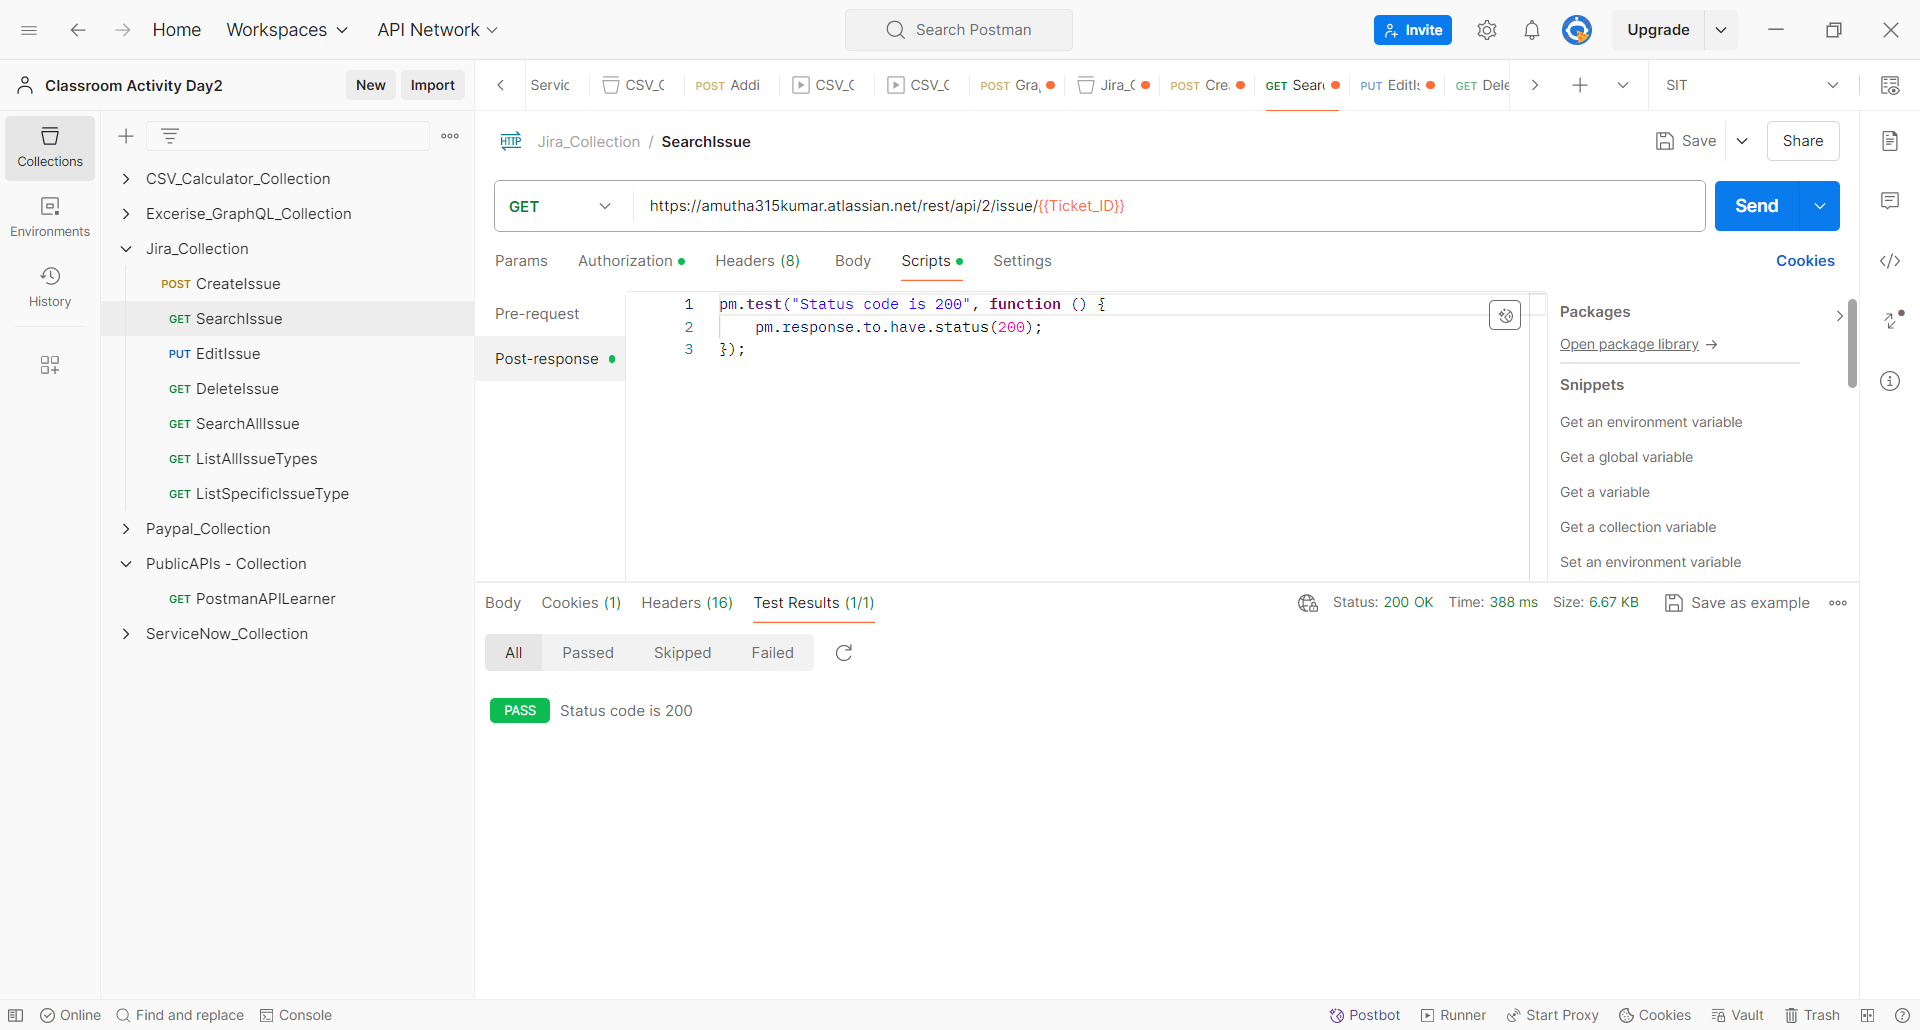 Home Workspaces API Network Search Postman Invite Upgrade
Classroom Activity Day2 New Import
Servic CSV_C POST Addi CSV_C CSV_C POST Gra Jira_C POST Cre GET Sear PUT EditIs GET Dele SIT
Collections
Environments
History
CSV_Calculator_Collection
Excerise_GraphQL_Collection
Jira_Collection
POST CreateIssue
GET SearchIssue
PUT EditIssue
GET DeleteIssue
GET SearchAllIssue
GET ListAllIssueTypes
GET ListSpecificIssueType
Paypal_Collection
PublicAPIs - Collection
GET PostmanAPILearner
ServiceNow_Collection
HTTP Jira_Collection / SearchIssue Save Share
GET https://amutha315kumar.atlassian.net/rest/api/2/issue/{{Ticket_ID}} Send
Params Authorization Headers (8) Body Scripts Settings Cookies
Pre-request
Post-response
1 pm.test("Status code is 200", function () {
2 pm.response.to.have.status(200);
3 });
Packages
Open package library →
Snippets
Get an environment variable
Get a global variable
Get a variable
Get a collection variable
Set an environment variable
Body Cookies (1) Headers (16) Test Results (1/1) Status: 200 OK Time: 388 ms Size: 6.67 KB Save as example
All Passed Skipped Failed
PASS Status code is 200
Online Find and replace Console Postbot Runner Start Proxy Cookies Vault Trash